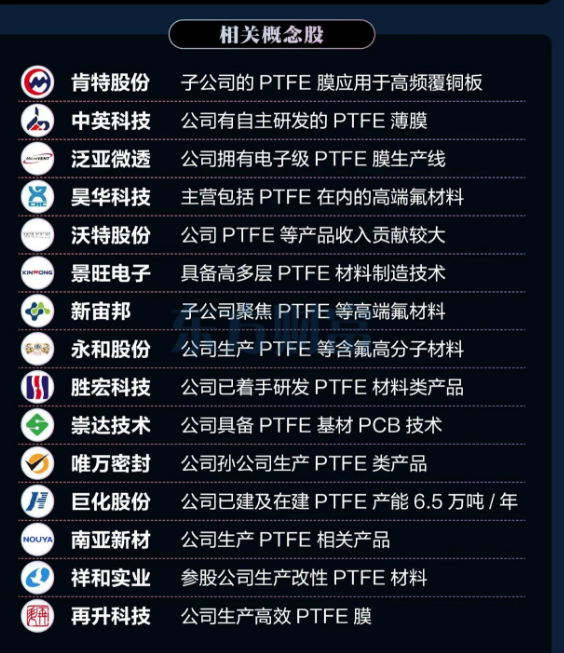 相关概念股
肯特股份 子公司的 PTFE 膜应用于高频覆铜板
中英科技 公司有自主研发的 PTFE 薄膜
泛亚微透 公司拥有电子级 PTFE 膜生产线
昊华科技 主营包括 PTFE 在内的高端氟材料
沃特股份 公司 PTFE 等产品收入贡献较大
KINWONG 景旺电子 具备高多层 PTFE 材料制造技术
新宙邦 子公司聚焦 PTFE 等高端氟材料
东方财富
永和股份 公司生产 PTFE 等含氟高分子材料
胜宏科技 公司已着手研发 PTFE 材料类产品
崇达技术 公司具备 PTFE 基材 PCB 技术
唯万密封 公司孙公司生产 PTFE 类产品
巨化股份 公司已建及在建 PTFE 产能 6.5 万吨 / 年
NOUYA 南亚新材 公司生产 PTFE 相关产品
祥和实业 参股公司生产改性 PTFE 材料
再升科技 公司生产高效 PTFE 膜